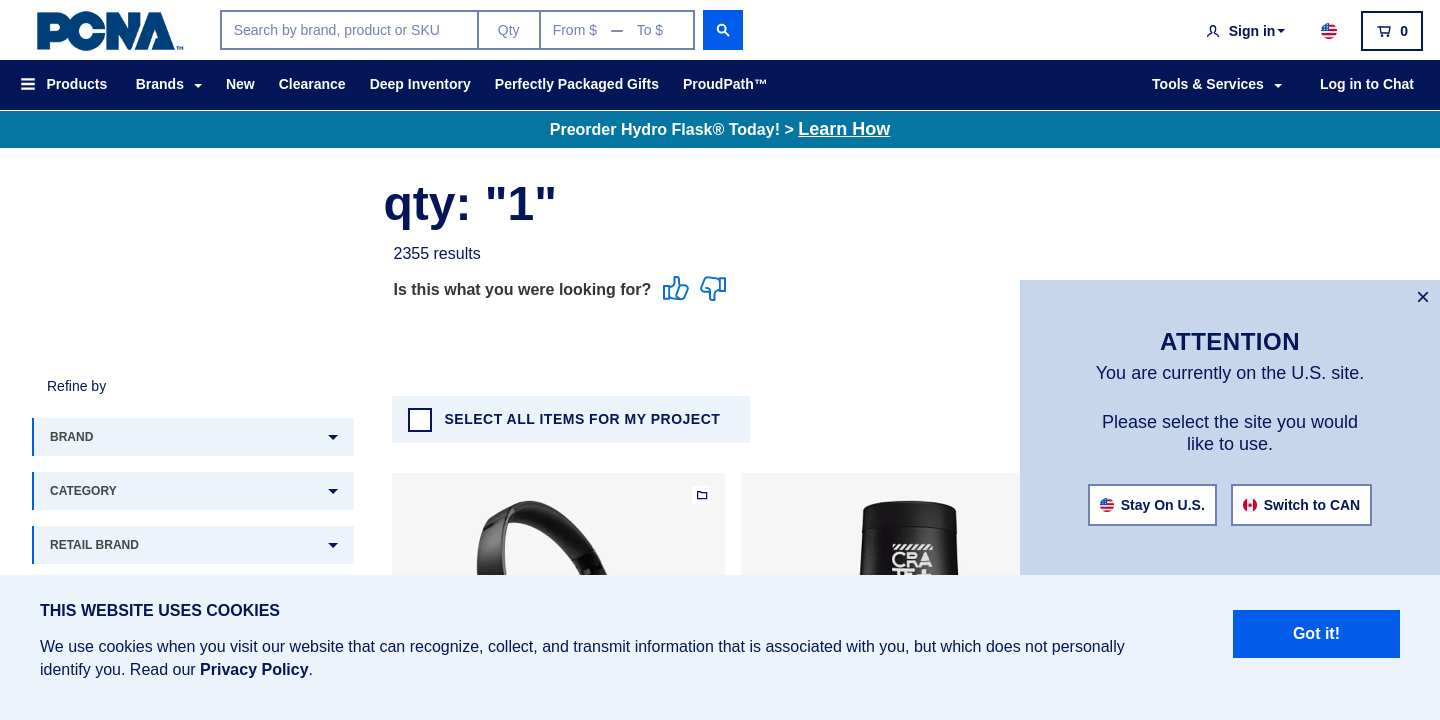 PCNA™
Search by brand, product or SKU
Qty
From $ — To $
Sign in
0
Products
Brands
New
Clearance
Deep Inventory
Perfectly Packaged Gifts
ProudPath™
Tools & Services
Log in to Chat
Preorder Hydro Flask® Today! > Learn How
qty: "1"
2355 results
Is this what you were looking for?
Refine by
BRAND
CATEGORY
RETAIL BRAND
SELECT ALL ITEMS FOR MY PROJECT
ATTENTION
You are currently on the U.S. site.
Please select the site you would
like to use.
Stay On U.S.
Switch to CAN
THIS WEBSITE USES COOKIES
We use cookies when you visit our website that can recognize, collect, and transmit information that is associated with you, but which does not personally
identify you. Read our Privacy Policy.
Got it!